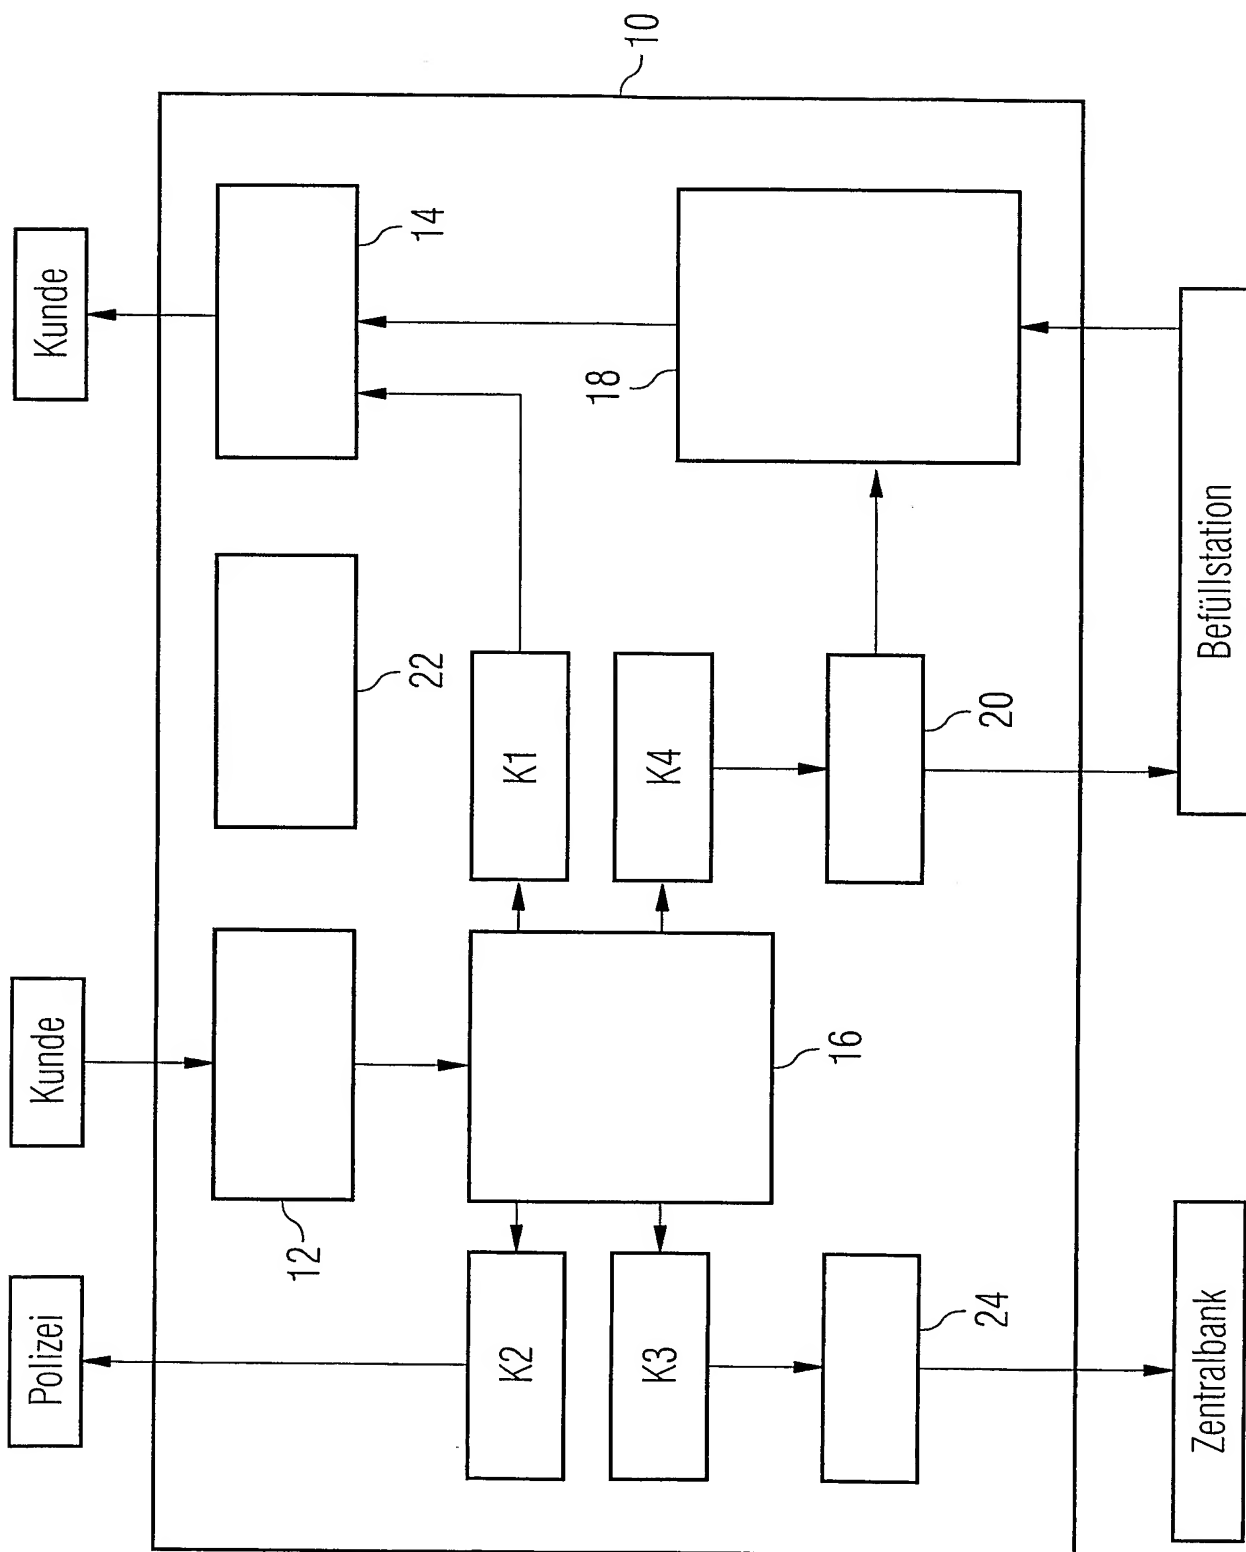 Polizei
Kunde
Kunde
10
12
22
14
K2
K1
K3
K4
16
18
24
20
Zentralbank
Befüllstation